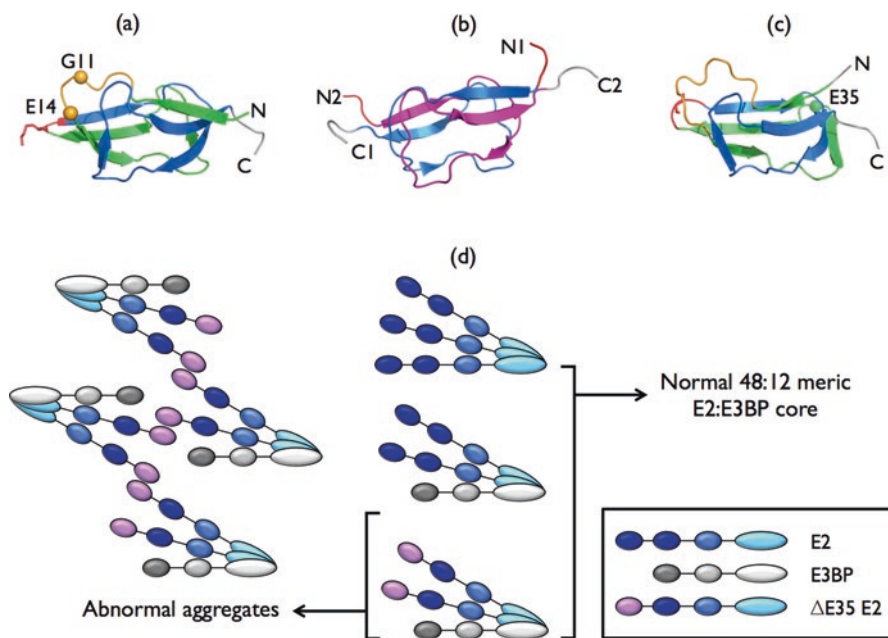 (a)
G11
E14
N
C
(b)
N1
N2
C2
C1
(c)
N
E35
C
(d)
Normal 48:12 meric
E2:E3BP core
E2
E3BP
ΔE35 E2
Abnormal aggregates